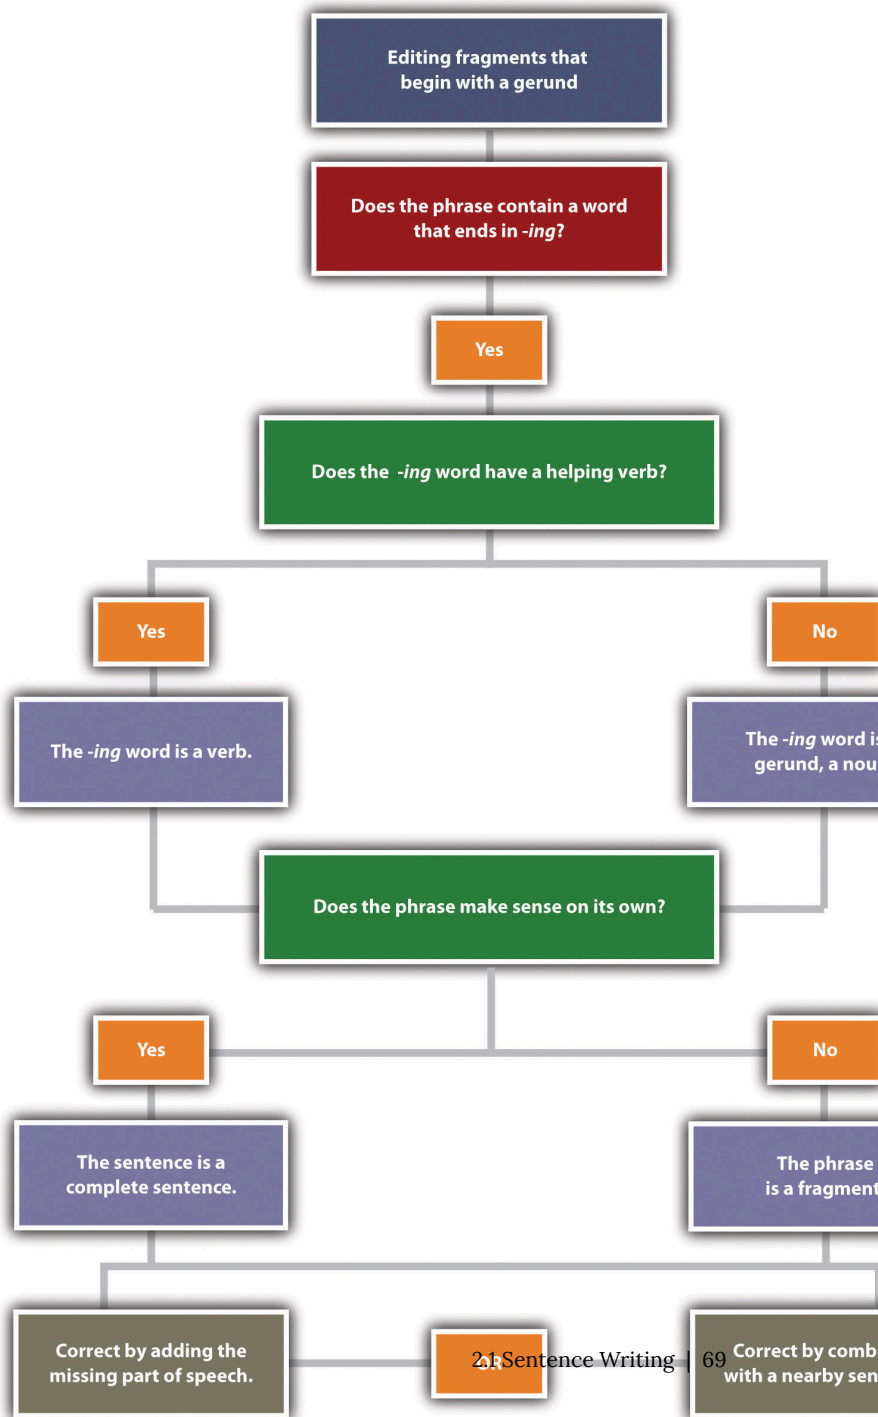 Editing fragments that
begin with a gerund
Does the phrase contain a word
that ends in -ing?
Yes
Does the -ing word have a helping verb?
Yes
No
The -ing word is a verb.
The -ing word is
gerund, a nou
Does the phrase make sense on its own?
Yes
No
The sentence is a
complete sentence.
The phrase
is a fragment
Correct by adding the
missing part of speech.
OR
Correct by comb
with a nearby sen
2.1 Sentence Writing | 69